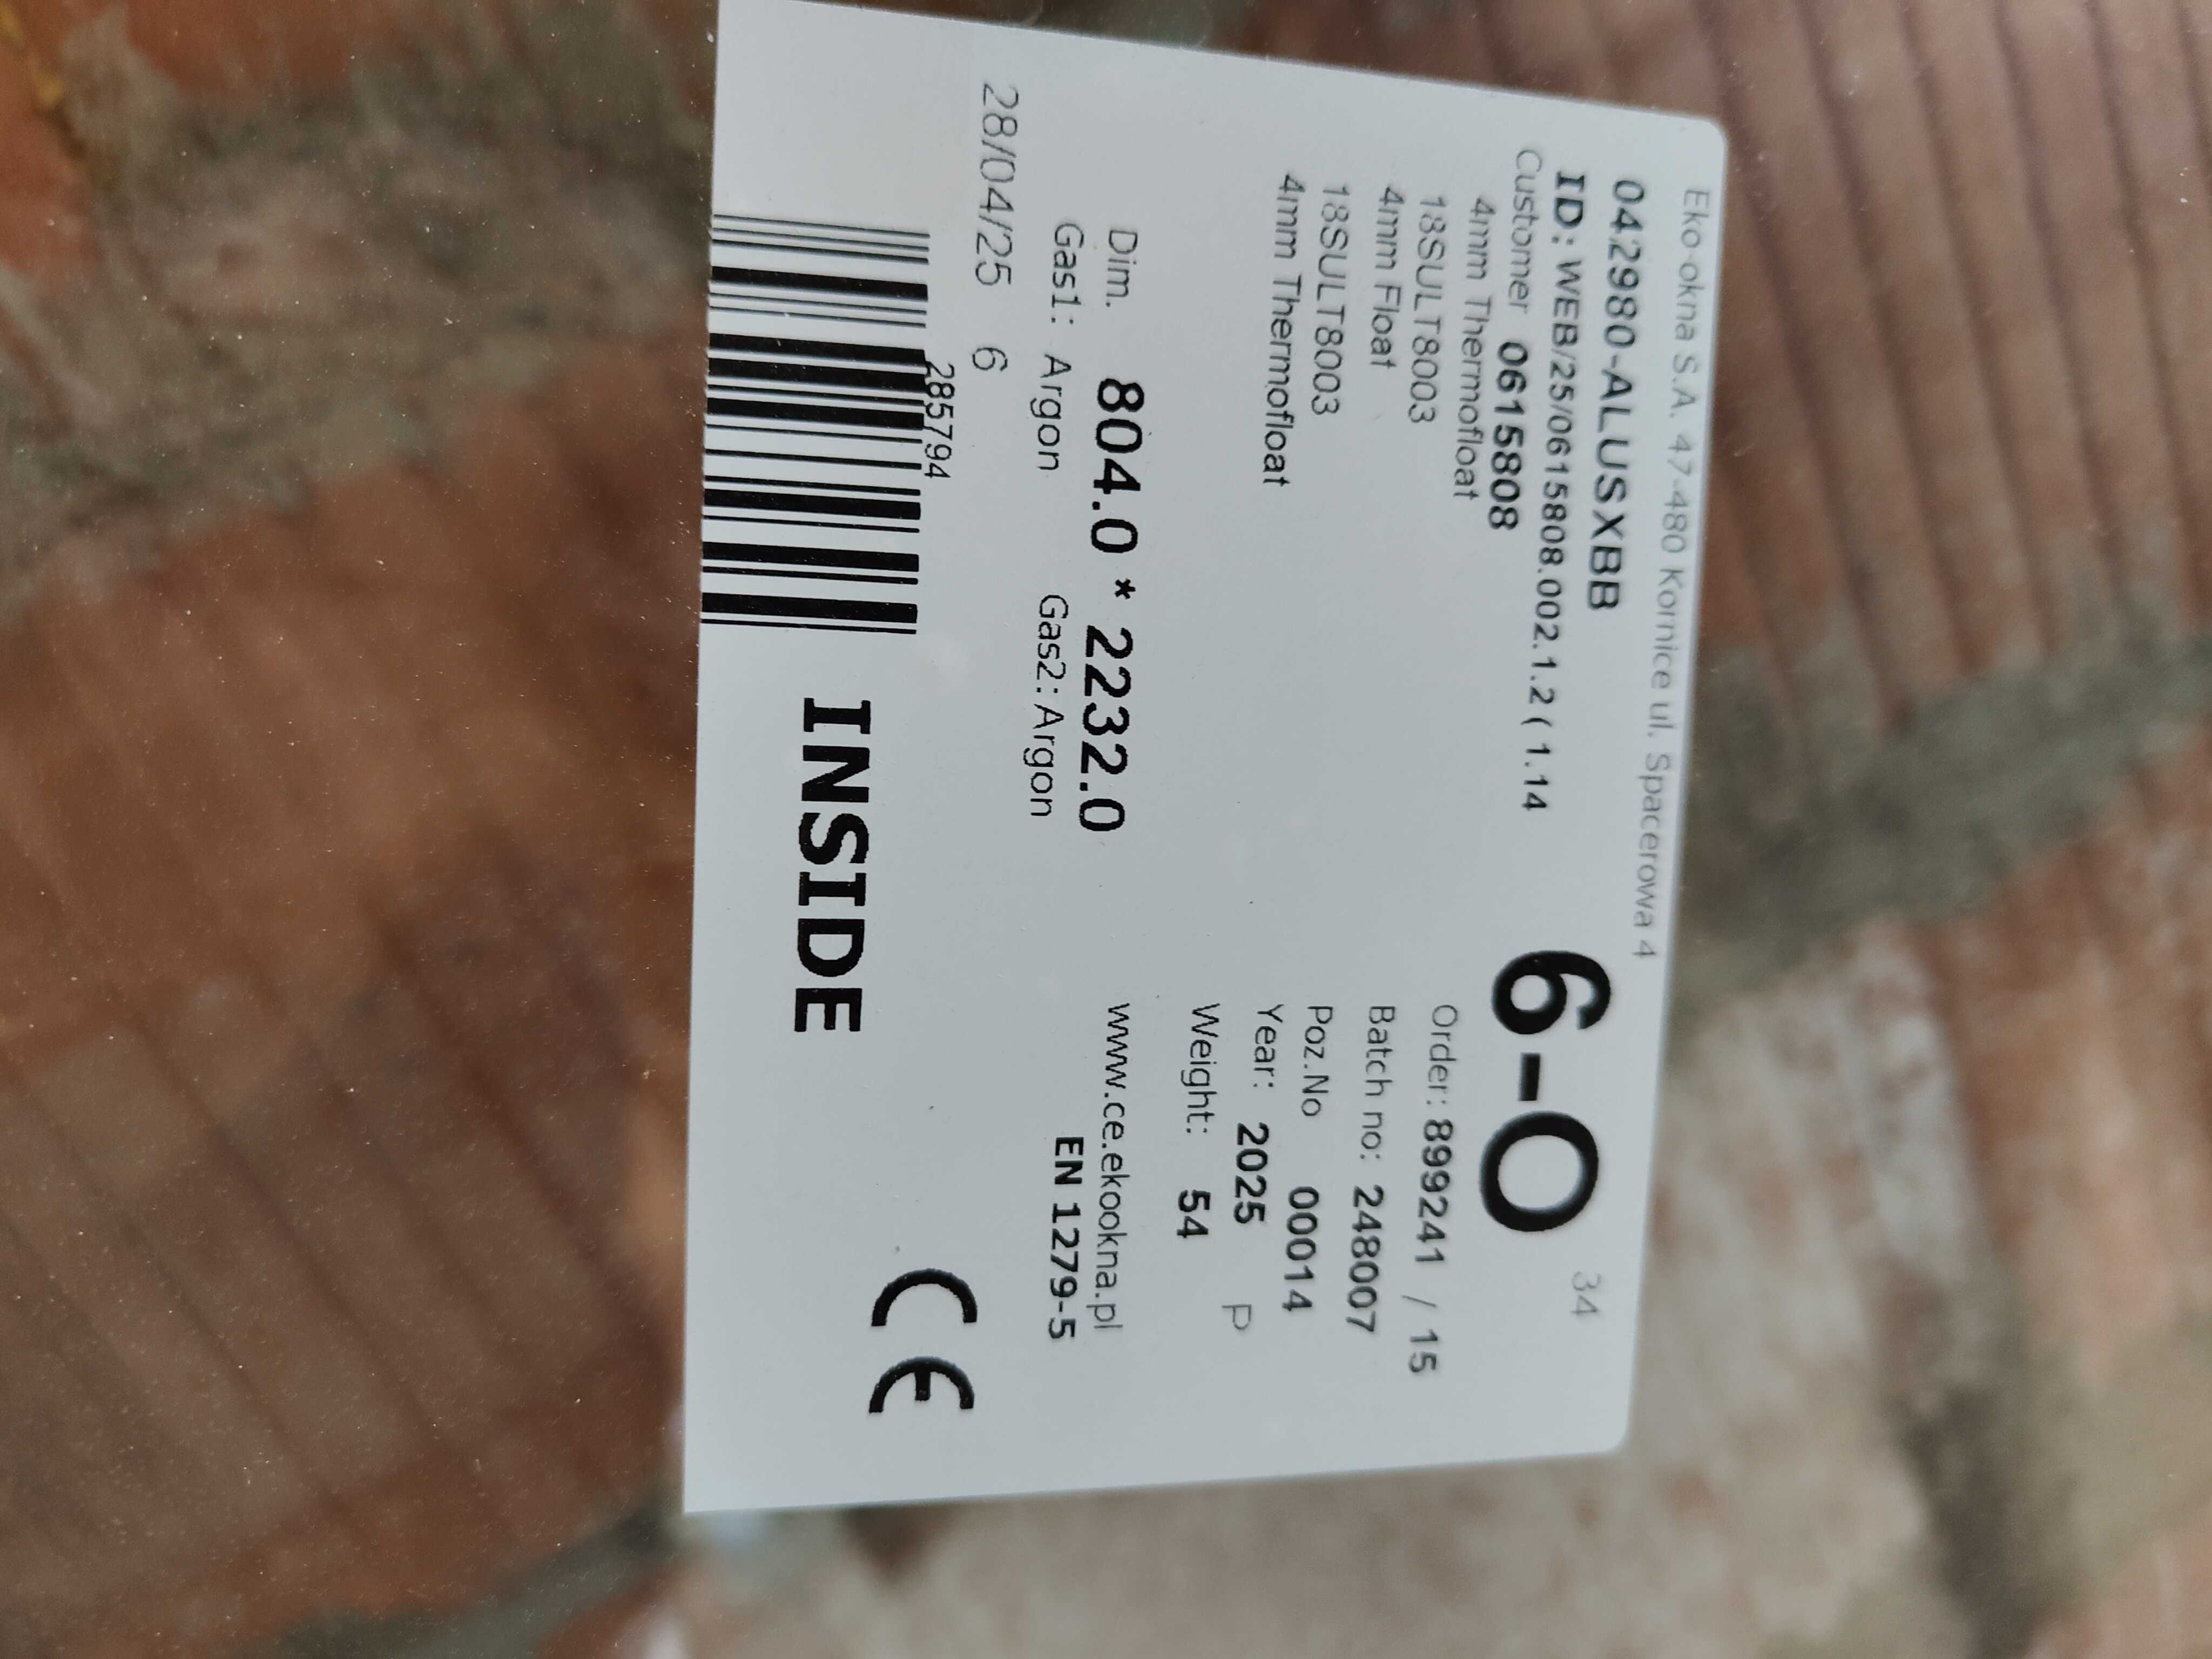 Eko-okna S.A. 47-480 Kornice ul. Spacerowa 4
042980-ALUSXBB
6-O
34
ID: WEB/25/0615808.002.1.2 ( 1.14
Customer 0615808
4mm Thermofloat
18SULT8003
4mm Float
18SULT8003
4mm Thermofloat
Order: 899241 / 15
Batch no: 2480077
Poz.No 00014
Year: 2025 P
Weight: 54
Dim. 804.0 * 2232.0
Gas1: Argon Gas2: Argon
www.ce.ekookna.pl
EN 1279-5
28/04/25 6
285794
INSIDE
CE